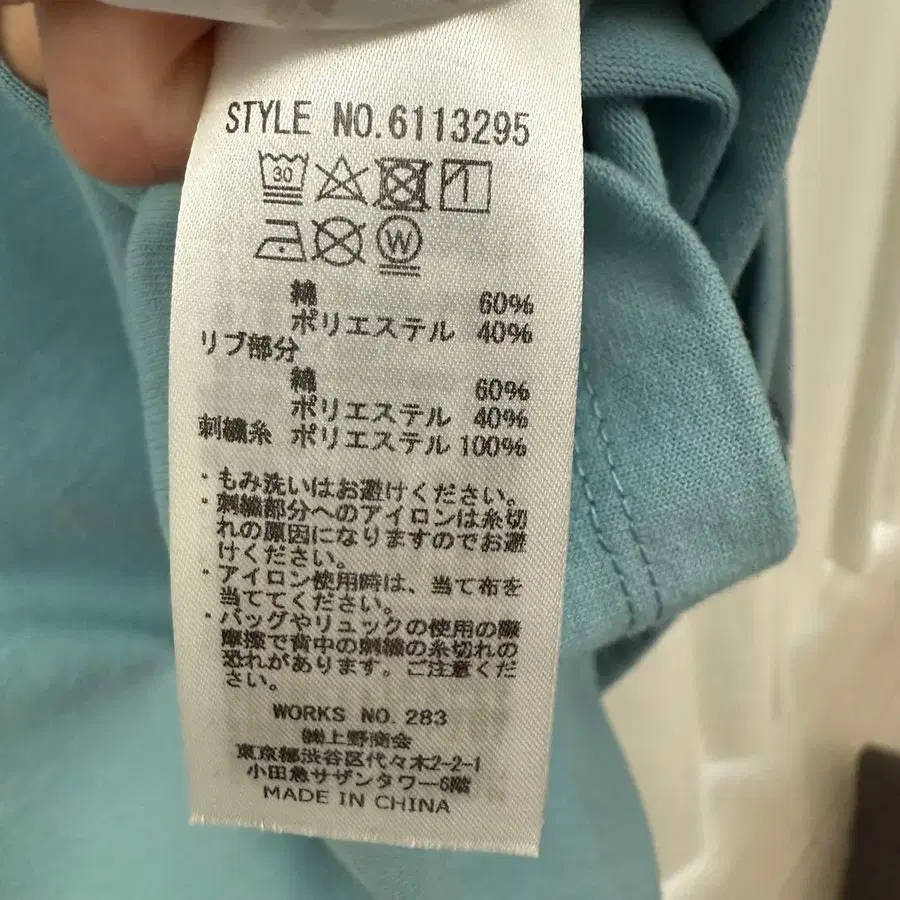 STYLE NO.6113295
30
W
綿 60%
ポリエステル 40%
リブ部分
綿 60%
ポリエステル 40%
刺繍糸 ポリエステル 100%
・もみ洗いはお避けください。
・刺繍部分へのアイロンは糸切
れの原因になりますのでお避
けください。
・アイロン使用時は、当て布を
当ててください。
・バッグやリュックの使用の際
摩擦で背中の刺繍の糸切れの
恐れがあります。ご注意くだ
さい。
WORKS NO. 283
㈱上野商会
東京都渋谷区代々木2-2-1
小田急サザンタワー6階
MADE IN CHINA